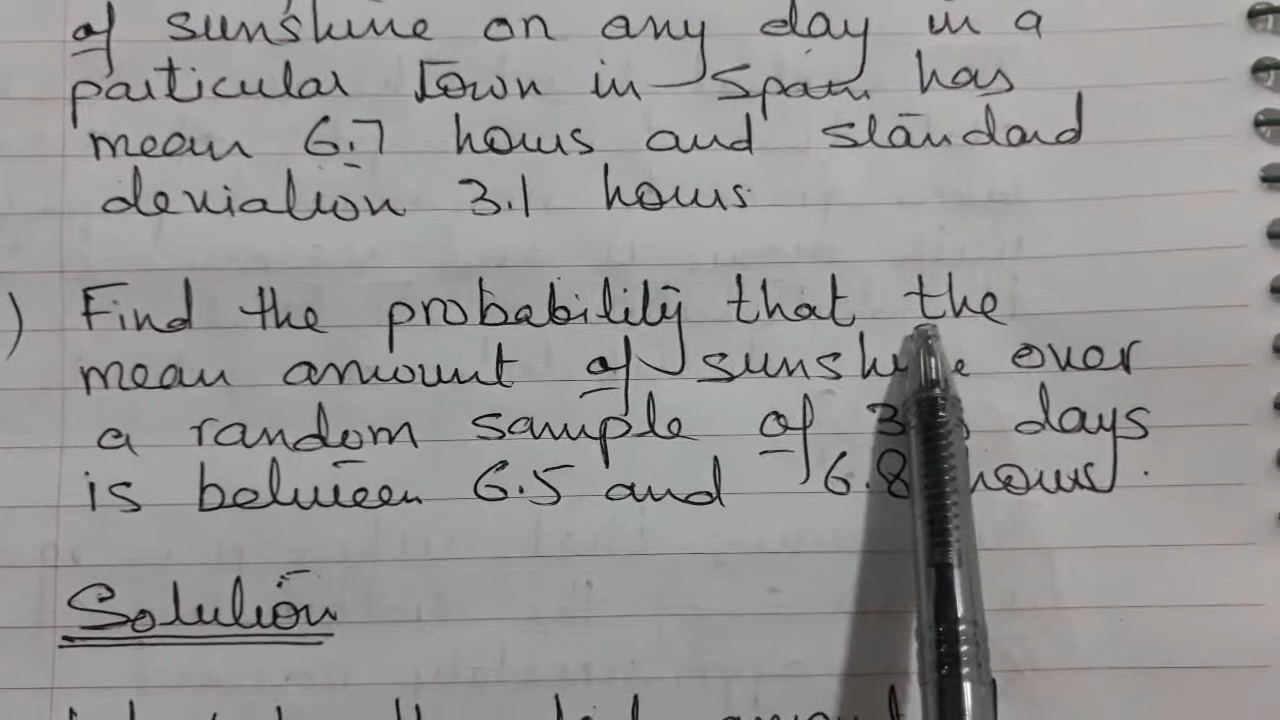 of sunshine on any day in a
particular town in Spain has
mean 6.7 hours and standard
deviation 3.1 hours.
) Find the probability that the
mean amount of sunshine over
a random sample of days
is between 6.5 and 6.8 hours.
Solution